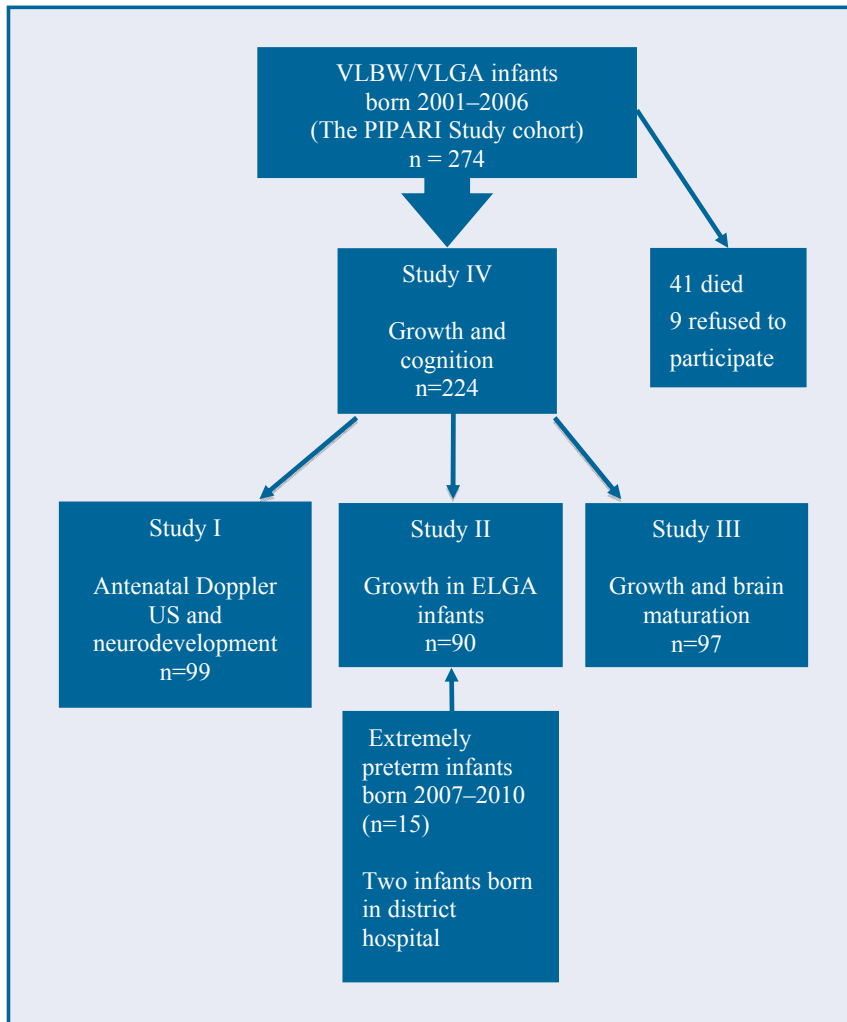 VLBW/VLGA infants
born 2001–2006
(The PIPARI Study cohort)
n = 274
41 died
9 refused to
participate
Study IV
Growth and
cognition
n=224
Study I
Antenatal Doppler
US and
neurodevelopment
n=99
Study II
Growth in ELGA
infants
n=90
Study III
Growth and brain
maturation
n=97
Extremely
preterm infants
born 2007–2010
(n=15)
Two infants born
in district
hospital